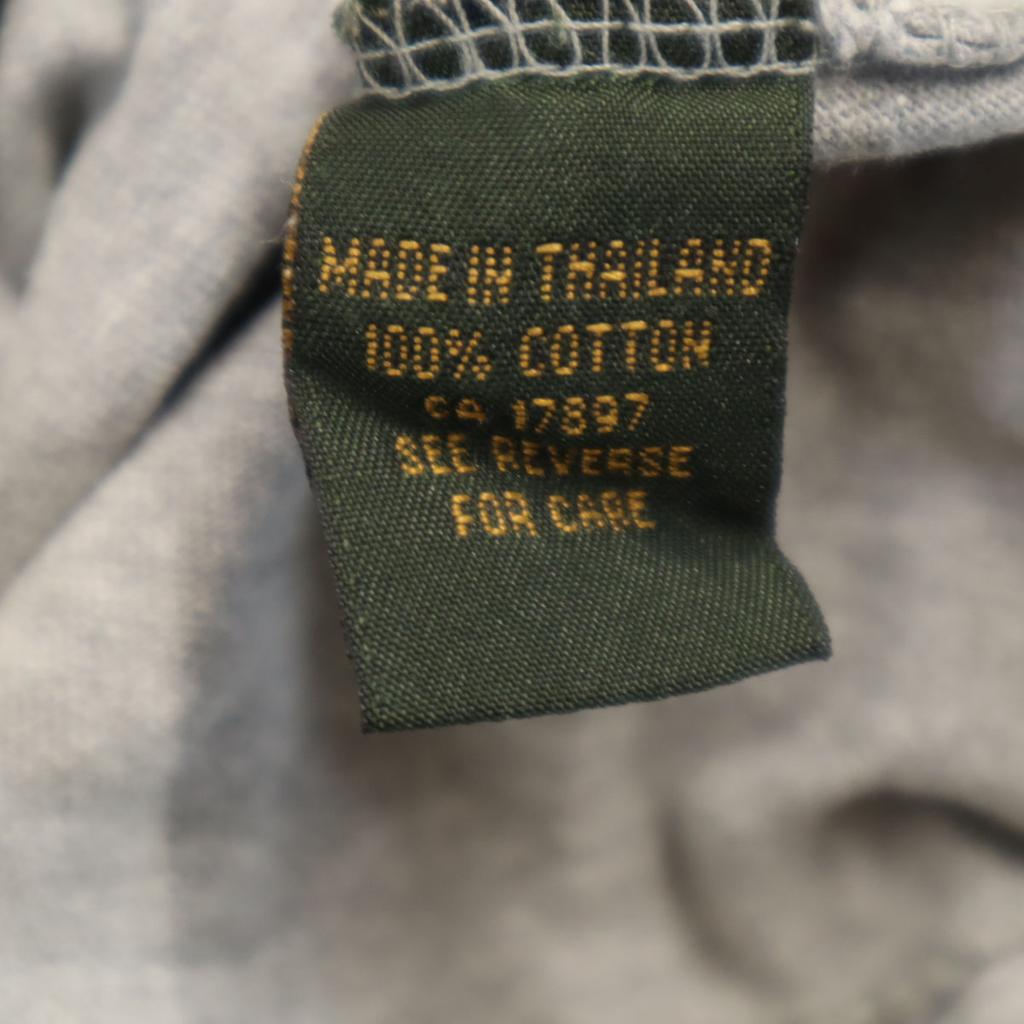 MADE IN THAILAND
100% COTTON
CA 17897
SEE REVERSE
FOR CARE